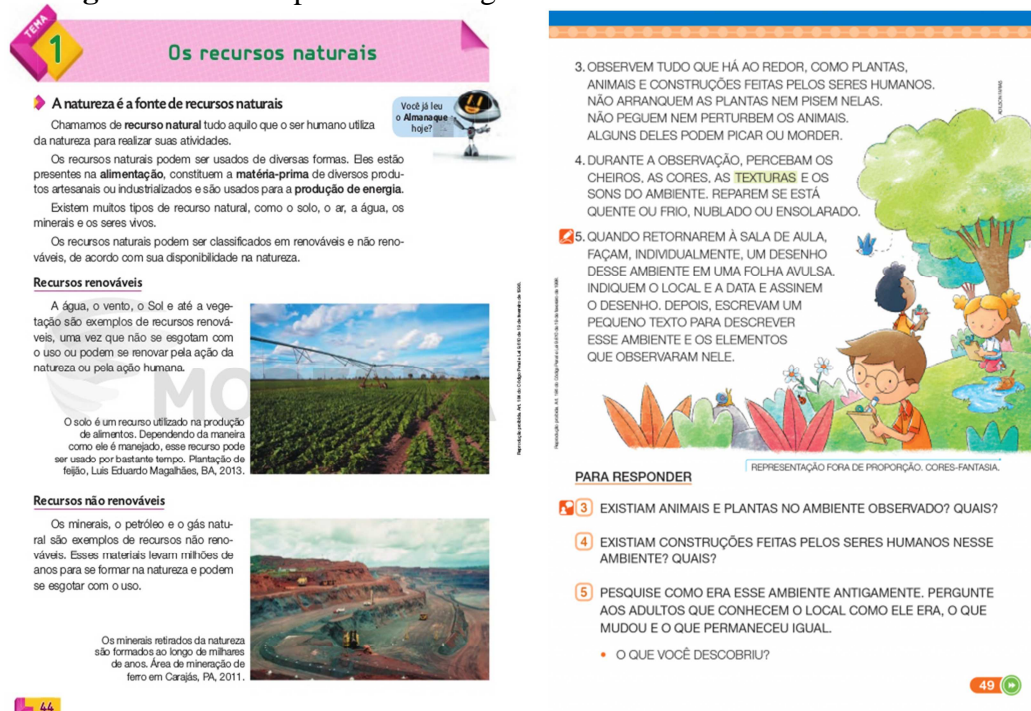 TEMA
1
Os recursos naturais
A natureza é a fonte de recursos naturais
Você já leu
o Almanaque
hoje?
Chamamos de recurso natural tudo aquilo que o ser humano utiliza
da natureza para realizar suas atividades.
Os recursos naturais podem ser usados de diversas formas. Eles estão
presentes na alimentação, constituem a matéria-prima de diversos produ-
tos artesanais ou industrializados e são usados para a produção de energia.
Existem muitos tipos de recurso natural, como o solo, o ar, a água, os
minerais e os seres vivos.
Os recursos naturais podem ser classificados em renováveis e não reno-
váveis, de acordo com sua disponibilidade na natureza.
Recursos renováveis
A água, o vento, o Sol e até a vege-
tação são exemplos de recursos renová-
veis, uma vez que não se esgotam com
o uso ou podem se renovar pela ação da
natureza ou pela ação humana.
O solo é um recurso utilizado na produção
de alimentos. Dependendo da maneira
como ele é manejado, esse recurso pode
ser usado por bastante tempo. Plantação de
feijão, Luis Eduardo Magalhães, BA, 2013.
Recursos não renováveis
Os minerais, o petróleo e o gás natu-
ral são exemplos de recursos não reno-
váveis. Esses materiais levam milhões de
anos para se formar na natureza e podem
se esgotar com o uso.
Os minerais retirados da natureza
são formados ao longo de milhares
de anos. Área de mineração de
ferro em Carajás, PA, 2011.
44
3. OBSERVEM TUDO QUE HÁ AO REDOR, COMO PLANTAS,
ANIMAIS E CONSTRUÇÕES FEITAS PELOS SERES HUMANOS.
NÃO ARRANQUEM AS PLANTAS NEM PISEM NELAS.
NÃO PEGUEM NEM PERTURBEM OS ANIMAIS.
ALGUNS DELES PODEM PICAR OU MORDER.
4. DURANTE A OBSERVAÇÃO, PERCEBAM OS
CHEIROS, AS CORES, AS TEXTURAS E OS
SONS DO AMBIENTE. REPAREM SE ESTÁ
QUENTE OU FRIO, NUBLADO OU ENSOLARADO.
5. QUANDO RETORNAREM À SALA DE AULA,
FAÇAM, INDIVIDUALMENTE, UM DESENHO
DESSE AMBIENTE EM UMA FOLHA AVULSA.
INDIQUEM O LOCAL E A DATA E ASSINEM
O DESENHO. DEPOIS, ESCREVAM UM
PEQUENO TEXTO PARA DESCREVER
ESSE AMBIENTE E OS ELEMENTOS
QUE OBSERVARAM NELE.
REPRESENTAÇÃO FORA DE PROPORÇÃO. CORES-FANTASIA.
PARA RESPONDER
3 EXISTIAM ANIMAIS E PLANTAS NO AMBIENTE OBSERVADO? QUAIS?
4 EXISTIAM CONSTRUÇÕES FEITAS PELOS SERES HUMANOS NESSE
AMBIENTE? QUAIS?
5 PESQUISE COMO ERA ESSE AMBIENTE ANTIGAMENTE. PERGUNTE
AOS ADULTOS QUE CONHECEM O LOCAL COMO ELE ERA, O QUE
MUDOU E O QUE PERMANECEU IGUAL.
• O QUE VOCÊ DESCOBRIU?
49